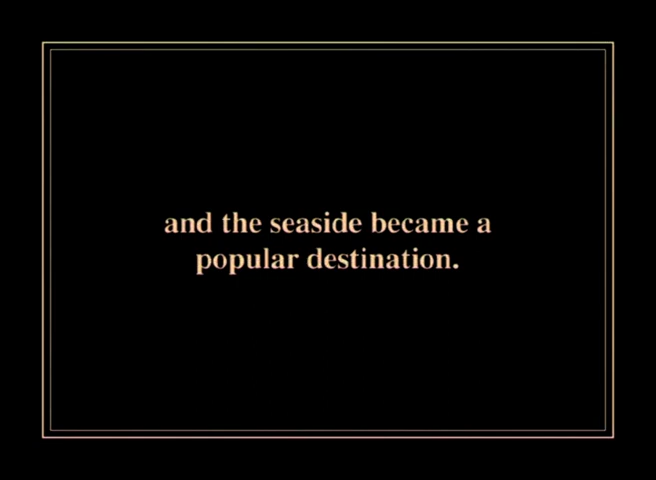 and the seaside became a
popular destination.